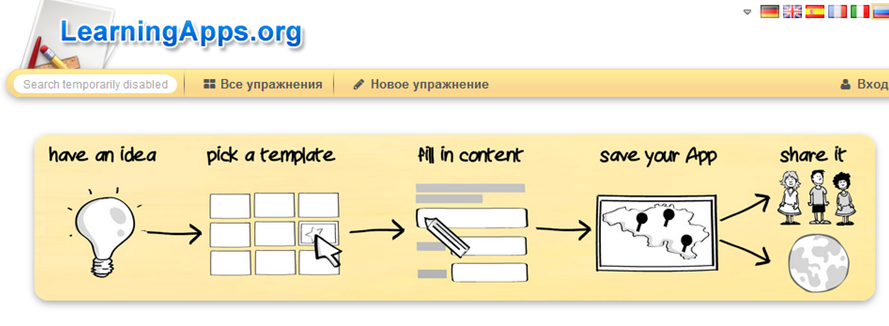 LearningApps.org
Search temporarily disabled
Все упражнения
Новое упражнение
Вход
have an idea
pick a template
fill in content
save your App
share it